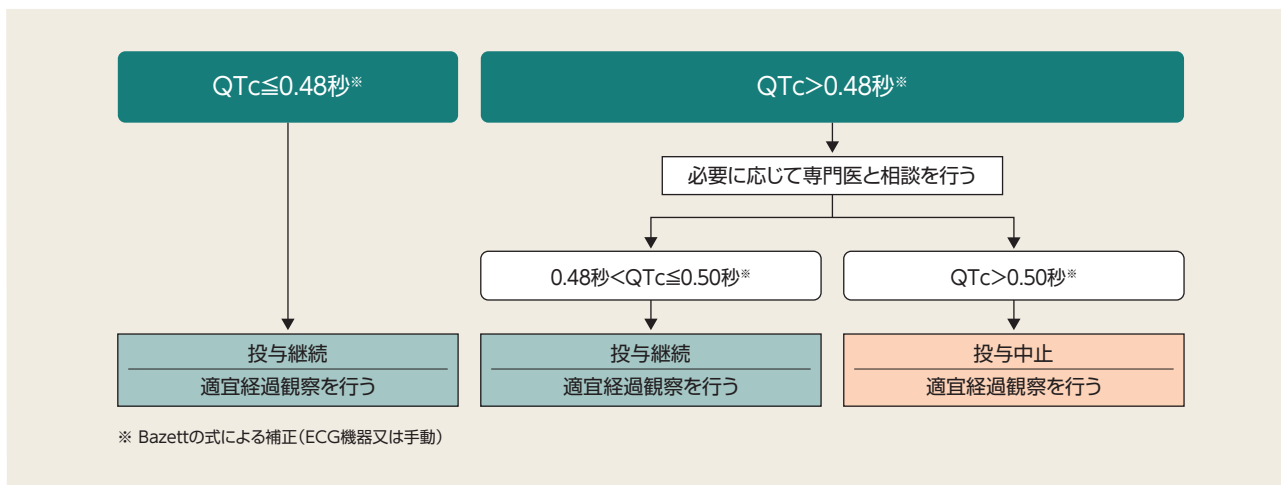 QTc≦0.48秒※
QTc>0.48秒※
必要に応じて専門医と相談を行う
0.48秒<QTc≦0.50秒※
QTc>0.50秒※
投与継続
適宜経過観察を行う
投与継続
適宜経過観察を行う
投与中止
適宜経過観察を行う
※ Bazettの式による補正(ECG機器又は手動)